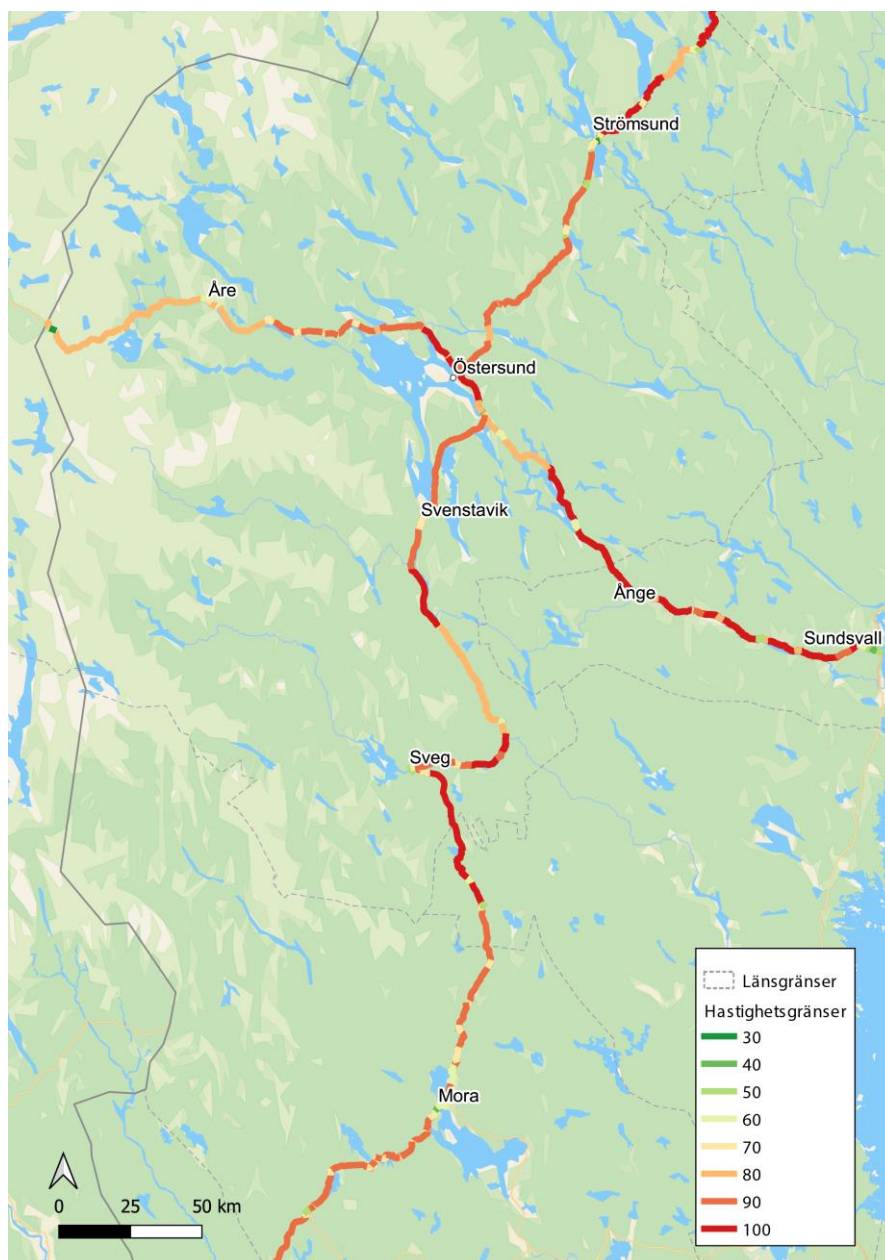 Strömsund
Åre
Östersund
Svenstavik
Ånge
Sundsvall
Sveg
Mora
0 25 50 km
Länsgränser
Hastighetsgränser
30
40
50
60
70
80
90
100